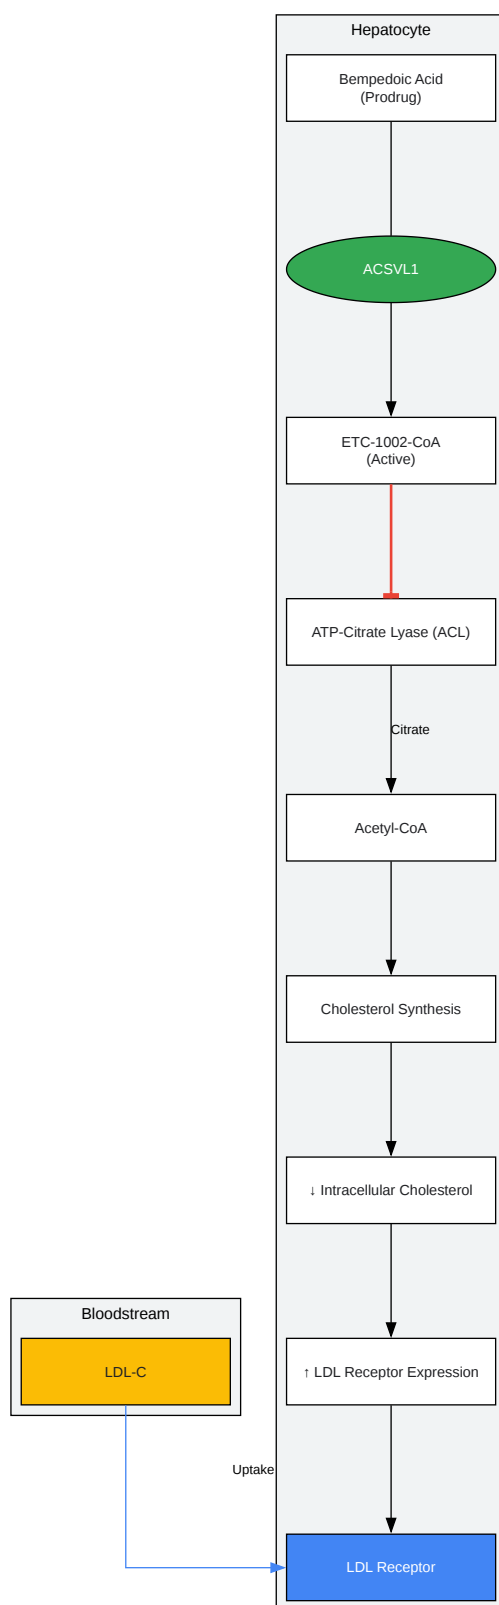 Hepatocyte
Bempedoic Acid
(Prodrug)
ACSVL1
ETC-1002-CoA
(Active)
ATP-Citrate Lyase (ACL)
Citrate
Acetyl-CoA
Cholesterol Synthesis
↓ Intracellular Cholesterol
Bloodstream
LDL-C
↑ LDL Receptor Expression
Uptake
LDL Receptor